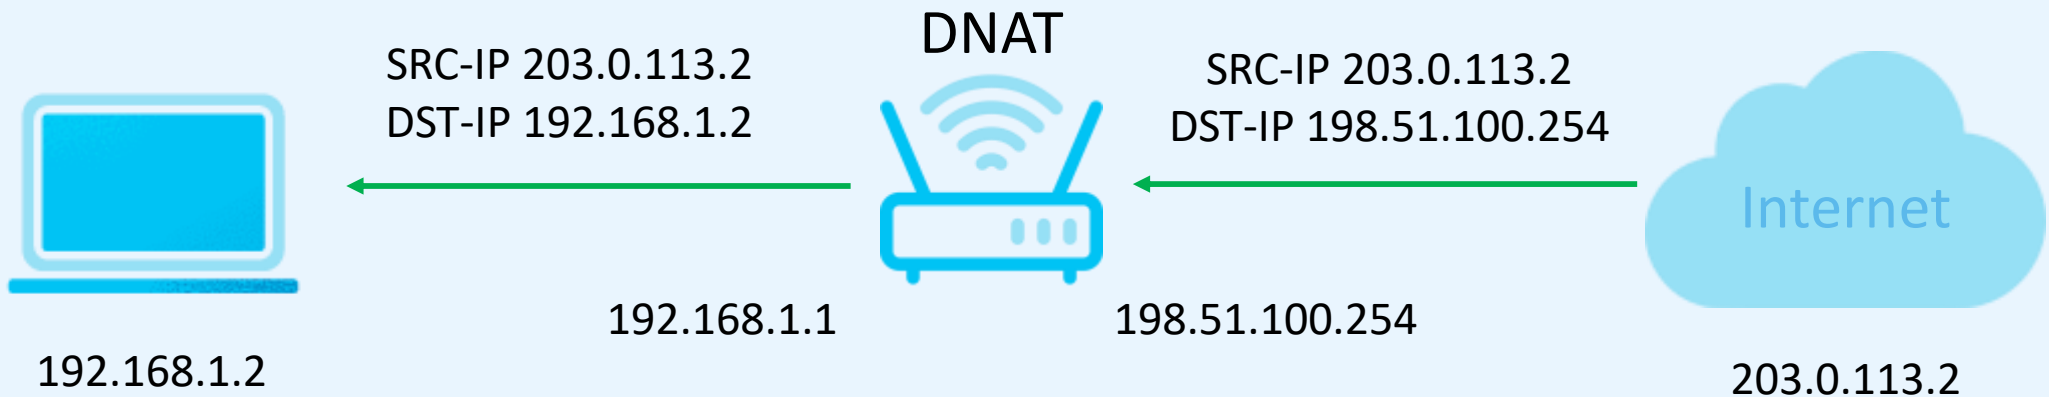 DNAT
SRC-IP 203.0.113.2
DST-IP 192.168.1.2
SRC-IP 203.0.113.2
DST-IP 198.51.100.254
Internet
192.168.1.1
198.51.100.254
192.168.1.2
203.0.113.2